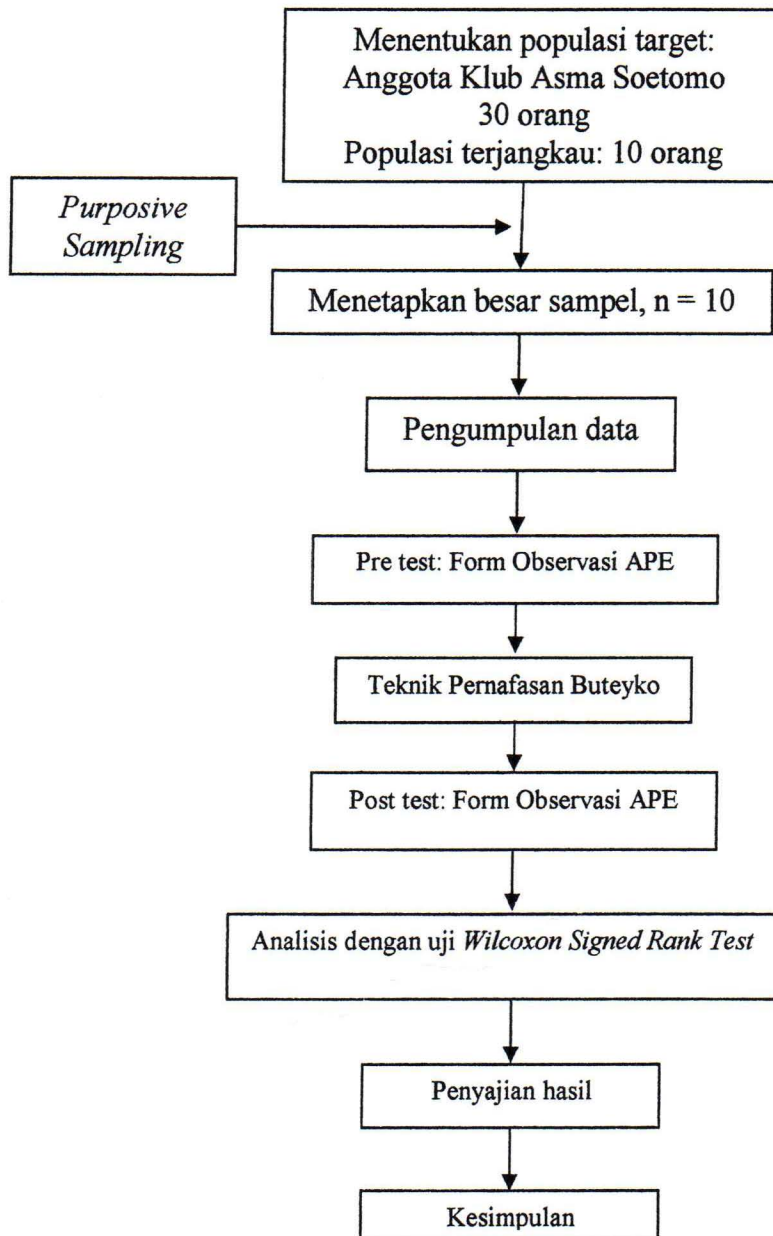 Menentukan populasi target:
Anggota Klub Asma Soetomo
30 orang
Populasi terjangkau: 10 orang
Purposive
Sampling
Menetapkan besar sampel, n = 10
Pengumpulan data
Pre test: Form Observasi APE
Teknik Pernafasan Buteyko
Post test: Form Observasi APE
Analisis dengan uji Wilcoxon Signed Rank Test
Penyajian hasil
Kesimpulan